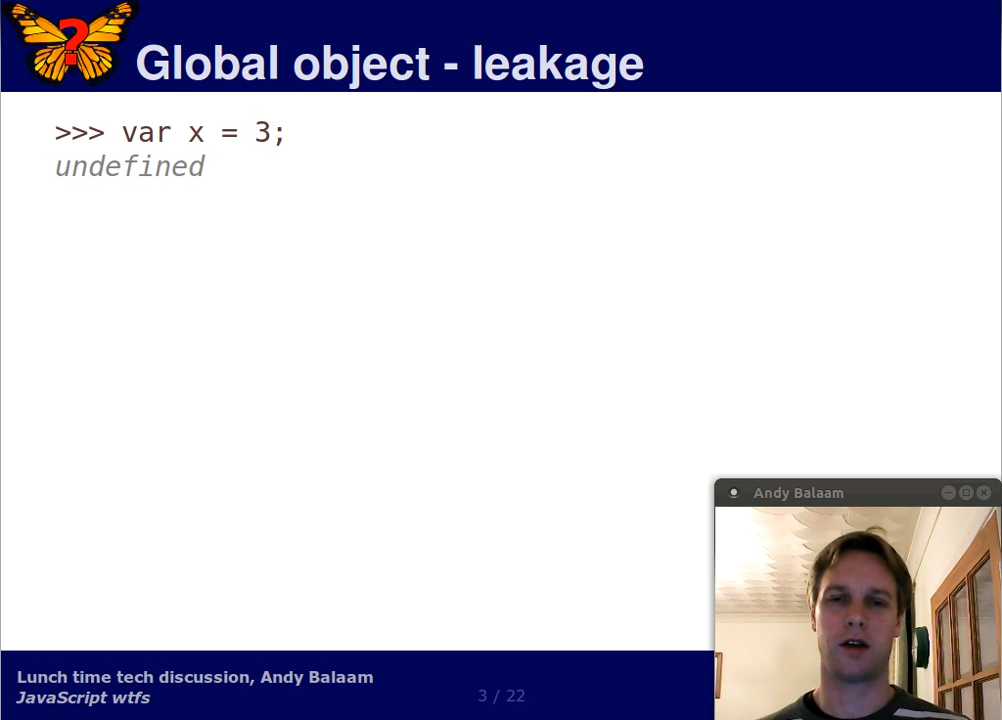 ?
Global object - leakage
>>> var x = 3;
undefined
Andy Balaam
Lunch time tech discussion, Andy Balaam
JavaScript wtfs
3 / 22